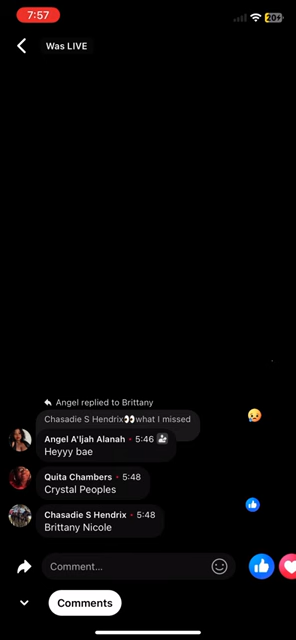 7:57
20
Was LIVE
Angel replied to Brittany
Chasadie S Hendrix👀what I missed
Angel A'ljah Alanah • 5:46
Heyyy bae
Quita Chambers • 5:48
Crystal Peoples
Chasadie S Hendrix • 5:48
Brittany Nicole
Comment...
Comments